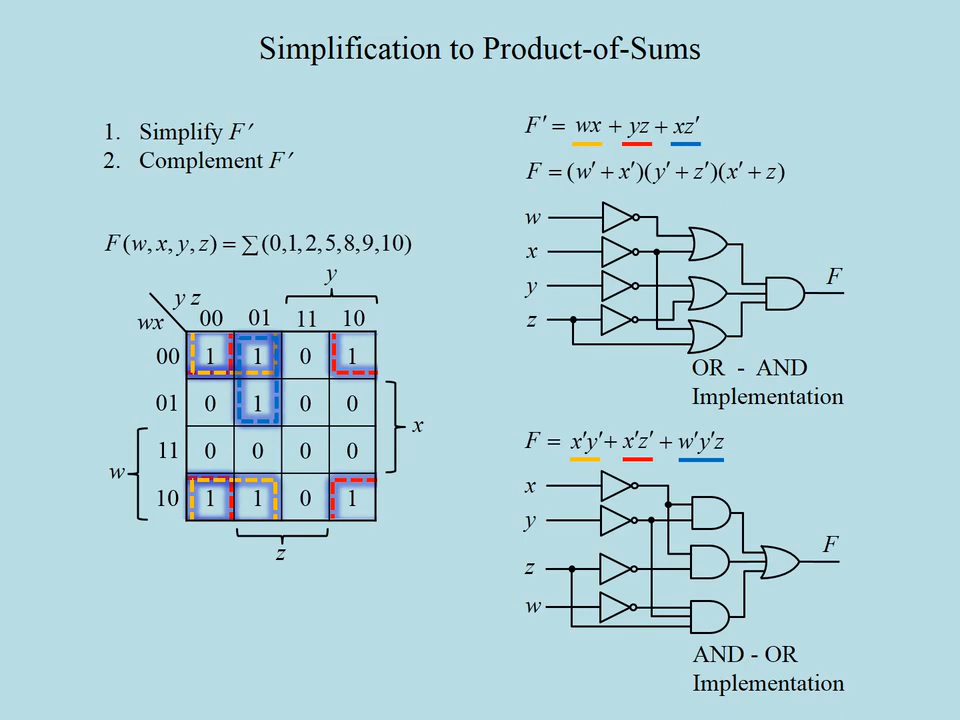 Simplification to Product-of-Sums
1. Simplify F′
2. Complement F′
F(w, x, y, z) = ∑(0,1,2,5,8,9,10)
y
y z
wx
00 01 11 10
00 1 1 0 1
01 0 1 0 0
11 0 0 0 0
10 1 1 0 1
x
w
z
F′ = wx + yz + xz′
F = (w′ + x′)(y′ + z′)(x′ + z)
w
x
y
z
F
OR - AND
Implementation
F = x′y′ + x′z′ + w′y′z
x
y
z
w
F
AND - OR
Implementation